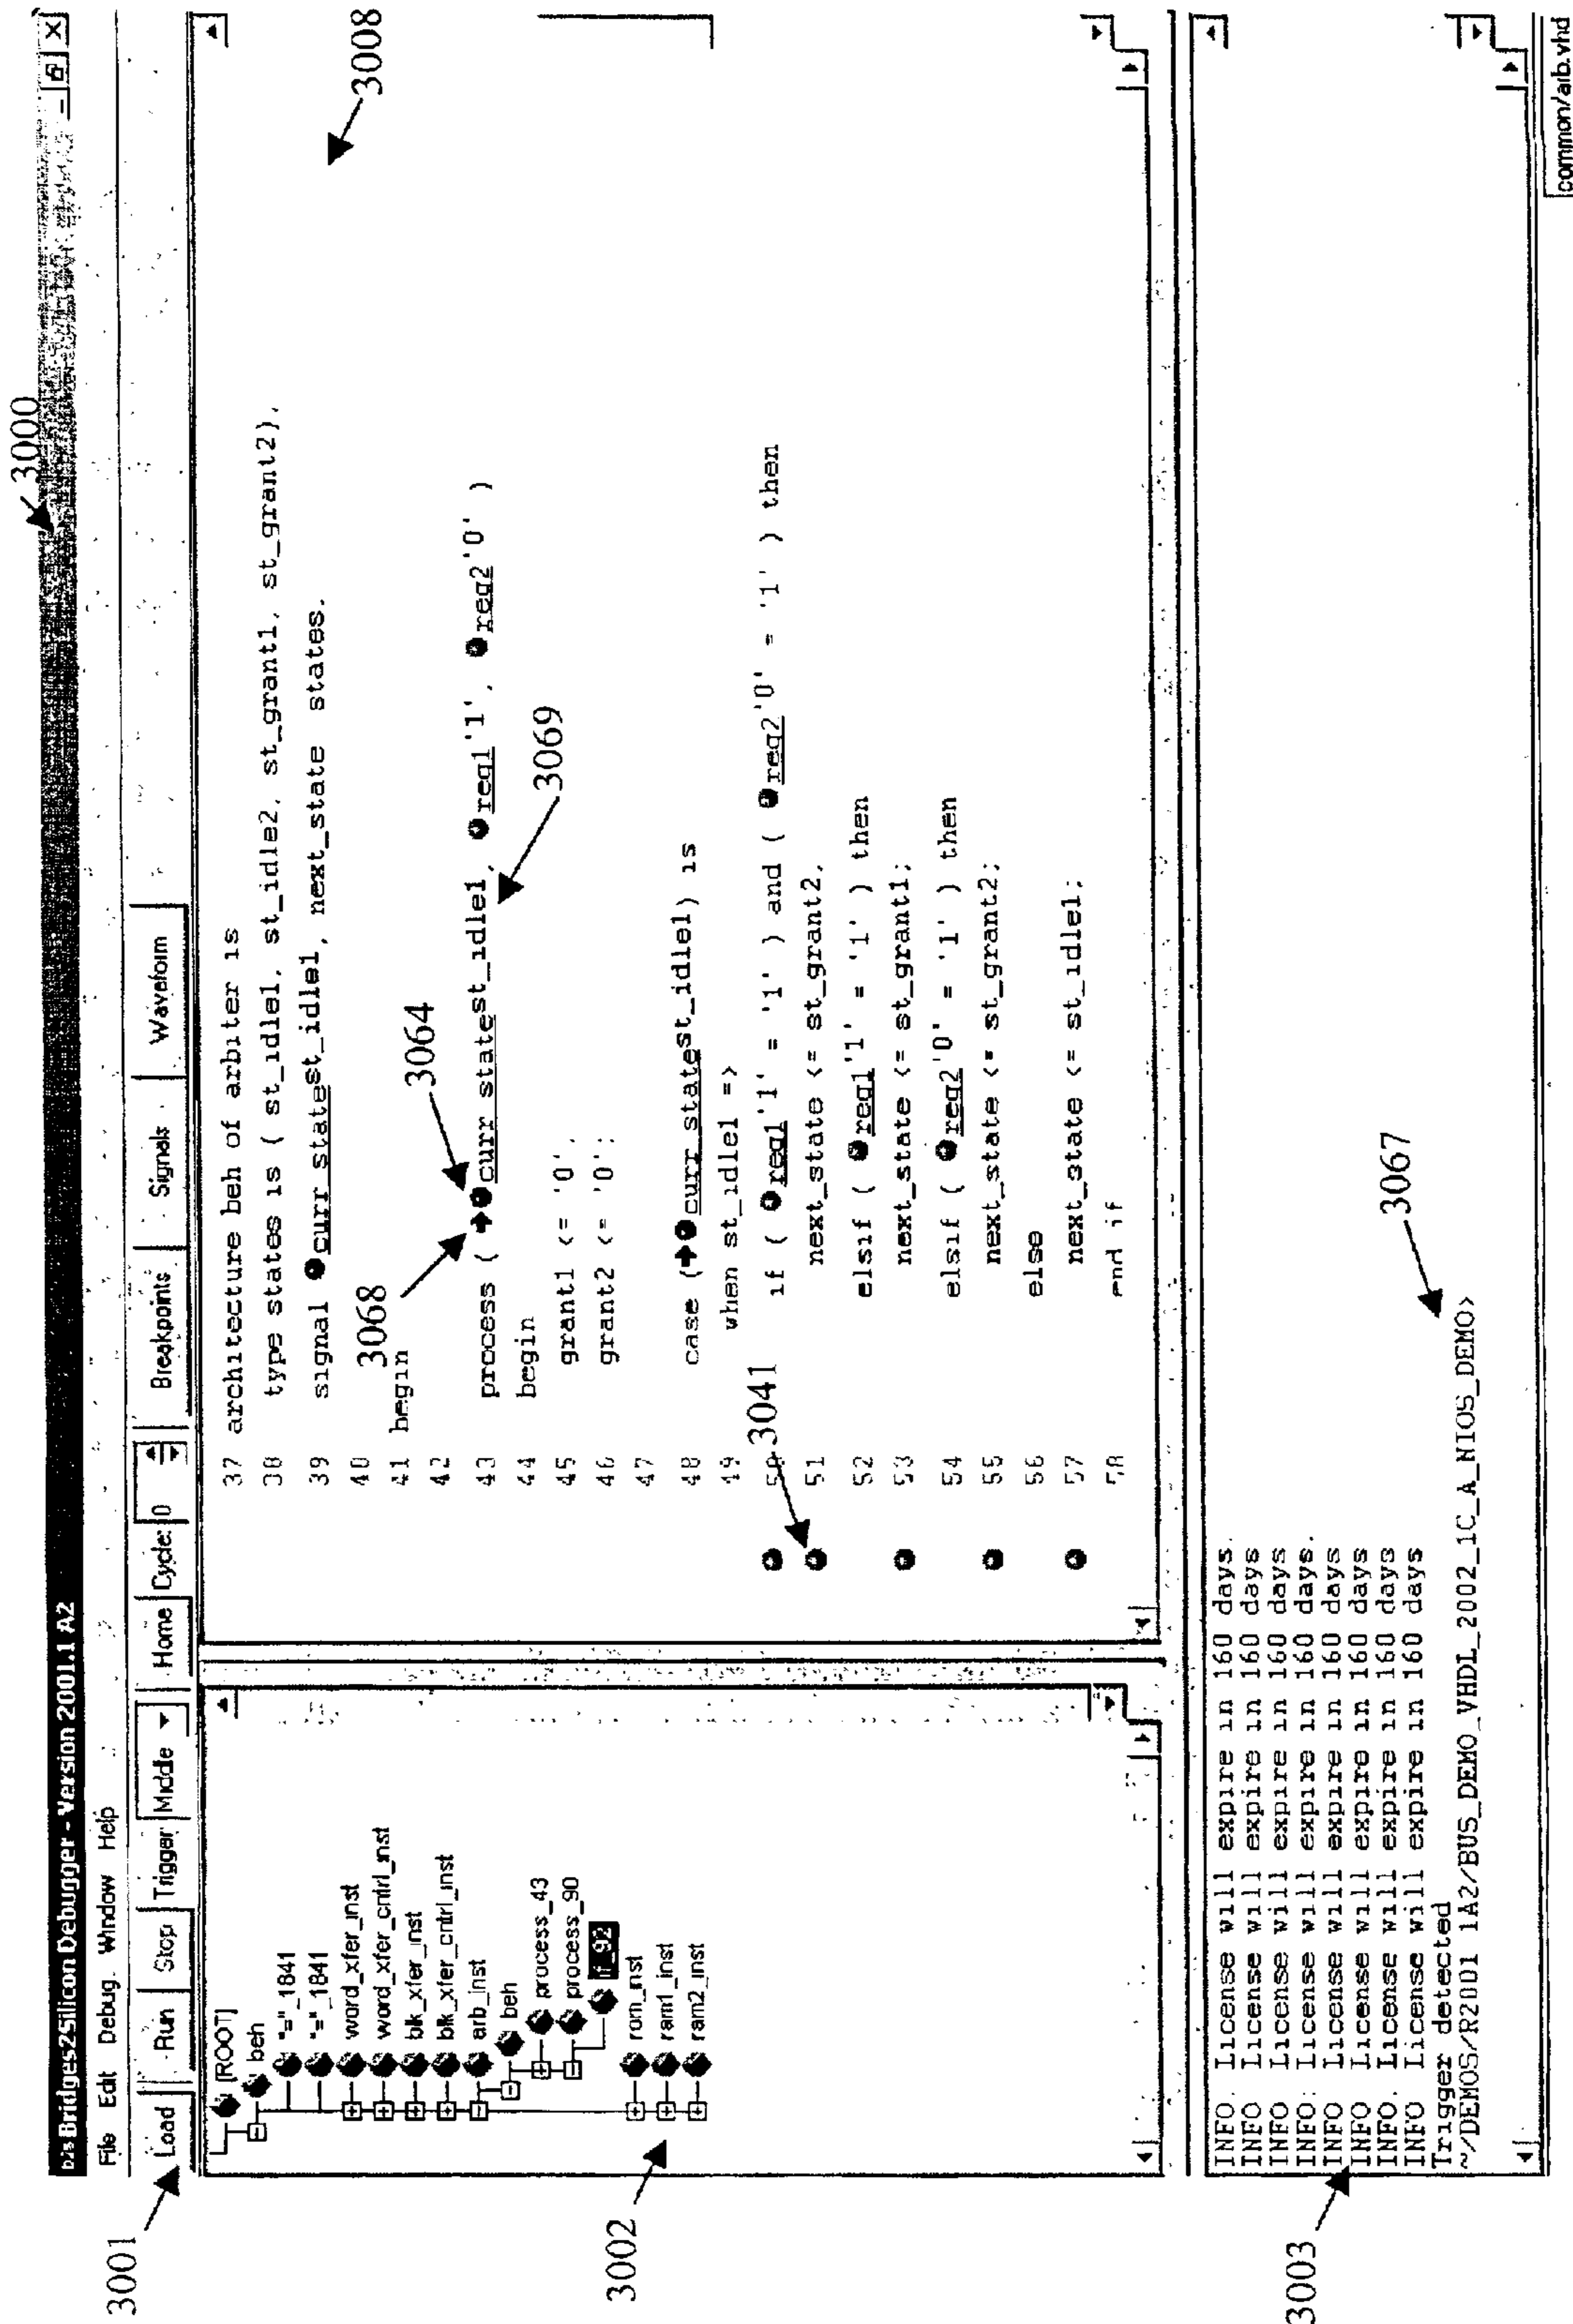 3000
b2s Bridges2Silicon Debugger - Version 2001.1 A2
File Edit Debug Window Help
3001
Load Run Stop Trigger Middle Home Cycle: 0 Breakpoints Signals Waveform
[ROOT]
beh
"="_1841
"="_1841
word_xfer_inst
word_xfer_cntrl_inst
blk_xfer_inst
blk_xfer_cntrl_inst
arb_inst
beh
process_43
process_90
if_92
rom_inst
ram1_inst
ram2_inst
3002
3008
37 architecture beh of arbiter is
38 type states is ( st_idle1, st_idle2, st_grant1, st_grant2),
39 signal curr_state st_idle1, next_state states.
40
3068
3064
41 begin
42
43 process ( curr_state st_idle1, req1 '1', req2 '0' )
44 begin
3069
45 grant1 <= '0',
46 grant2 <= '0';
47
48 case ( curr_state st_idle1) is
49 when st_idle1 =>
3041
50 if ( req1 '1' = '1' ) and ( req2 '0' = '1' ) then
51 next_state <= st_grant2,
52 elsif ( req1 '1' = '1' ) then
53 next_state <= st_grant1;
54 elsif ( req2 '0' = '1' ) then
55 next_state <= st_grant2;
56 else
57 next_state <= st_idle1;
58 end if
3003
INFO. License will expire in 160 days.
INFO License will expire in 160 days
INFO License will expire in 160 days.
INFO: License will expire in 160 days.
INFO License will expire in 160 days
INFO License will expire in 160 days
INFO. License will expire in 160 days
INFO License will expire in 160 days
Trigger detected
3067
~/DEMOS/R2001 1A2/BUS_DEMO_VHDL_2002_1C_A_NIOS_DEMO>
common/arb.vhd